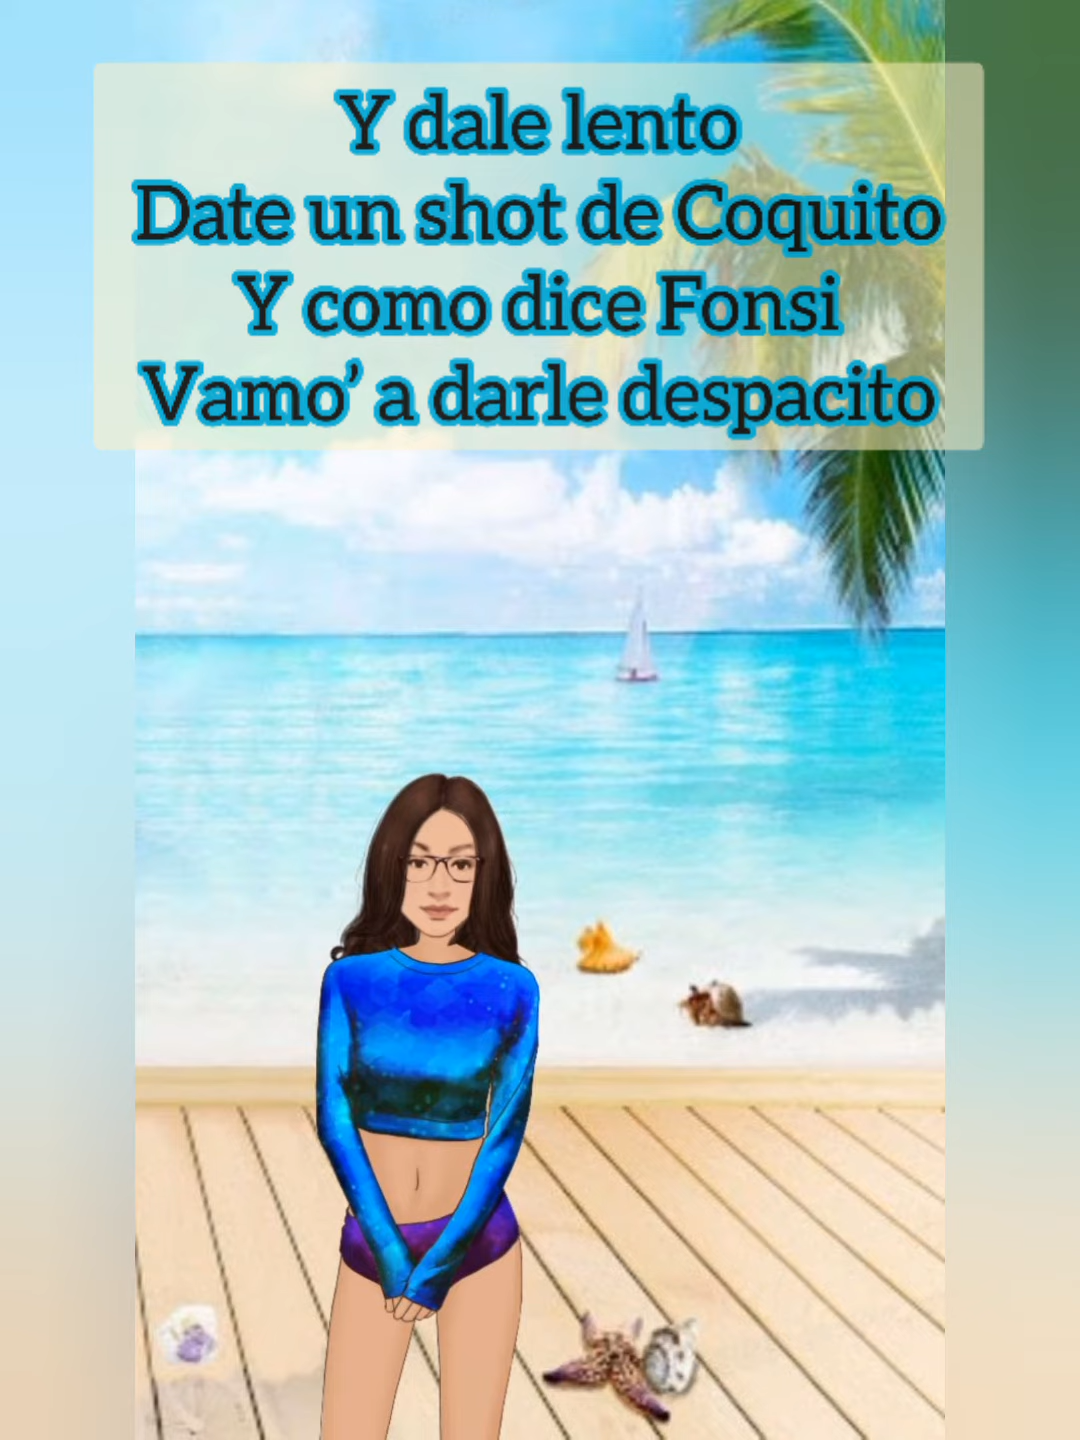 Y dale lento
Date un shot de Coquito
Y como dice Fonsi
Vamo’ a darle despacito